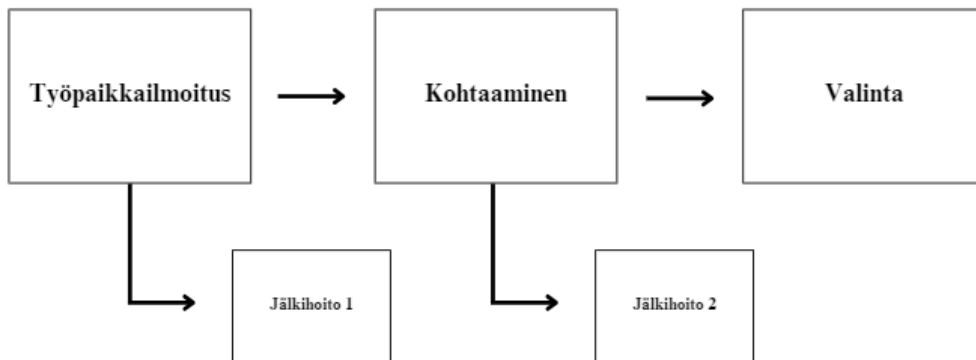 Työpaikkailmoitus
Kohtaaminen
Valinta
Jälkihoito 1
Jälkihoito 2